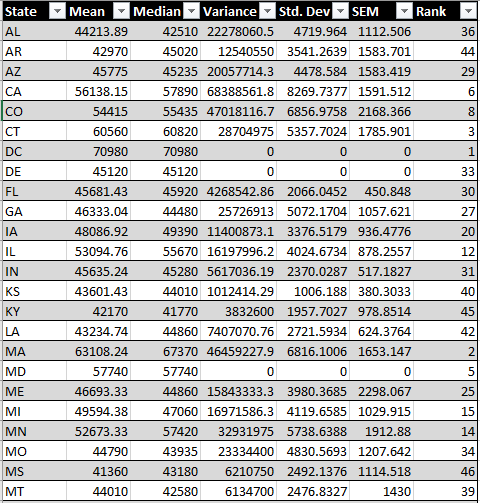 State Mean Median Variance Std. Dev SEM Rank
AL 44213.89 42510 22278060.5 4719.964 1112.506 36
AR 42970 45020 12540550 3541.2639 1583.701 44
AZ 45775 45235 20057714.3 4478.584 1583.419 29
CA 56138.15 57890 68388561.8 8269.7377 1591.512 6
CO 54415 55435 47018116.7 6856.9758 2168.366 8
CT 60560 60820 28704975 5357.7024 1785.901 3
DC 70980 70980 0 0 0 1
DE 45120 45120 0 0 0 33
FL 45681.43 45920 4268542.86 2066.0452 450.848 30
GA 46333.04 44480 25726913 5072.1704 1057.621 27
IA 48086.92 49390 11400873.1 3376.5179 936.4776 20
IL 53094.76 55670 16197996.2 4024.6734 878.2557 12
IN 45635.24 45280 5617036.19 2370.0287 517.1827 31
KS 43601.43 44010 1012414.29 1006.188 380.3033 40
KY 42170 41770 3832600 1957.7027 978.8514 45
LA 43234.74 44860 7407070.76 2721.5934 624.3764 42
MA 63108.24 67370 46459227.9 6816.1006 1653.147 2
MD 57740 57740 0 0 0 5
ME 46693.33 44860 15843333.3 3980.3685 2298.067 25
MI 49594.38 47060 16971586.3 4119.6585 1029.915 15
MN 52673.33 57420 32931975 5738.6388 1912.88 14
MO 44790 43935 23334400 4830.5693 1207.642 34
MS 41360 43180 6210750 2492.1376 1114.518 46
MT 44010 42580 6134700 2476.8327 1430 39